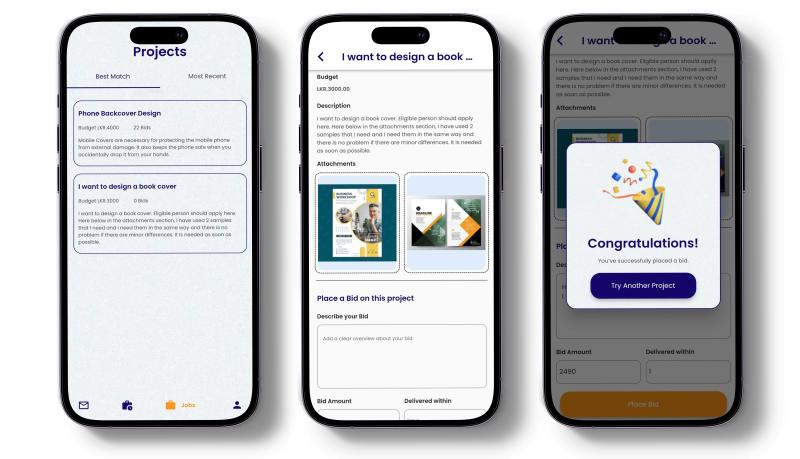 Projects
Best Match
Most Recent
Phone Backcover Design
Budget LKR.4000
22 Bids
Mobile Covers are necessary for protecting the mobile phone
from external damage. It also keeps the phone safe when you
accidentally drop it from your hands.
I want to design a book cover
Budget LKR.3000
0 Bids
I want to design a book cover. Eligible person should apply here.
Here below in the attachments section, I have used 2 samples
that I need and I need them in the same way and there is no
problem if there are minor differences. It is needed as soon as
possible.
Jobs
I want to design a book ...
Budget
LKR.3000.00
Description
I want to design a book cover. Eligible person should apply
here. Here below in the attachments section, I have used 2
samples that I need and I need them in the same way and
there is no problem if there are minor differences. It is needed
as soon as possible.
Attachments
BUSINESS
WORKSHOP
HEADLINE
Place a Bid on this project
Describe your Bid
Add a clear overview about your bid
Bid Amount
Delivered within
I want
a book ...
I want to design a book cover. Eligible person should apply
here. Here below in the attachments section, I have used 2
samples that I need and I need them in the same way and
there is no problem if there are minor differences. It is needed
as soon as possible.
Attachments
BUSINESS
Congratulations!
You've successfully placed a bid.
Try Another Project
Bid Amount
Delivered within
2490
1
Place Bid